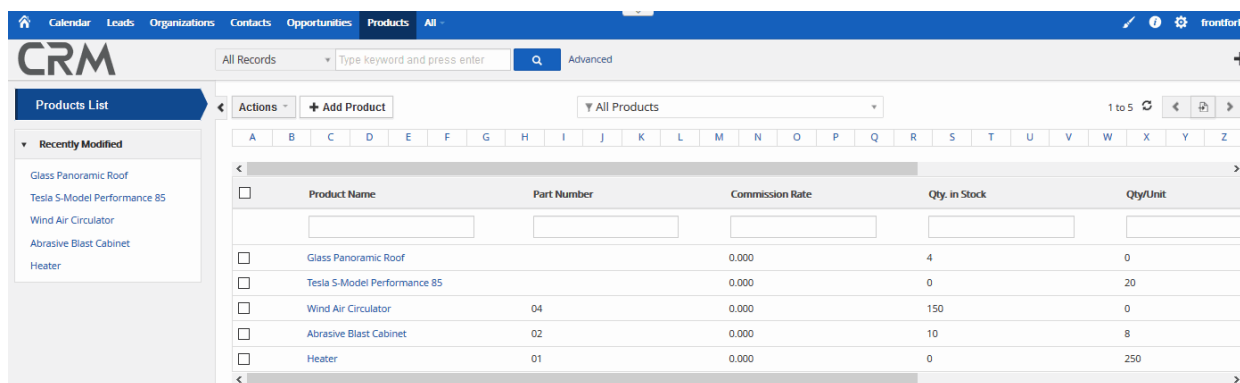 Calendar Leads Organizations Contacts Opportunities Products All frontfor
CRM All Records Type keyword and press enter Advanced
Products List Actions + Add Product All Products 1 to 5
A B C D E F G H I J K L M N O P Q R S T U V W X Y Z
Recently Modified
Glass Panoramic Roof
Tesla S-Model Performance 85
Wind Air Circulator
Abrasive Blast Cabinet
Heater
Product Name Part Number Commission Rate Qty. in Stock Qty/Unit
Glass Panoramic Roof 0.000 4 0
Tesla S-Model Performance 85 0.000 0 20
Wind Air Circulator 04 0.000 150 0
Abrasive Blast Cabinet 02 0.000 10 8
Heater 01 0.000 0 250